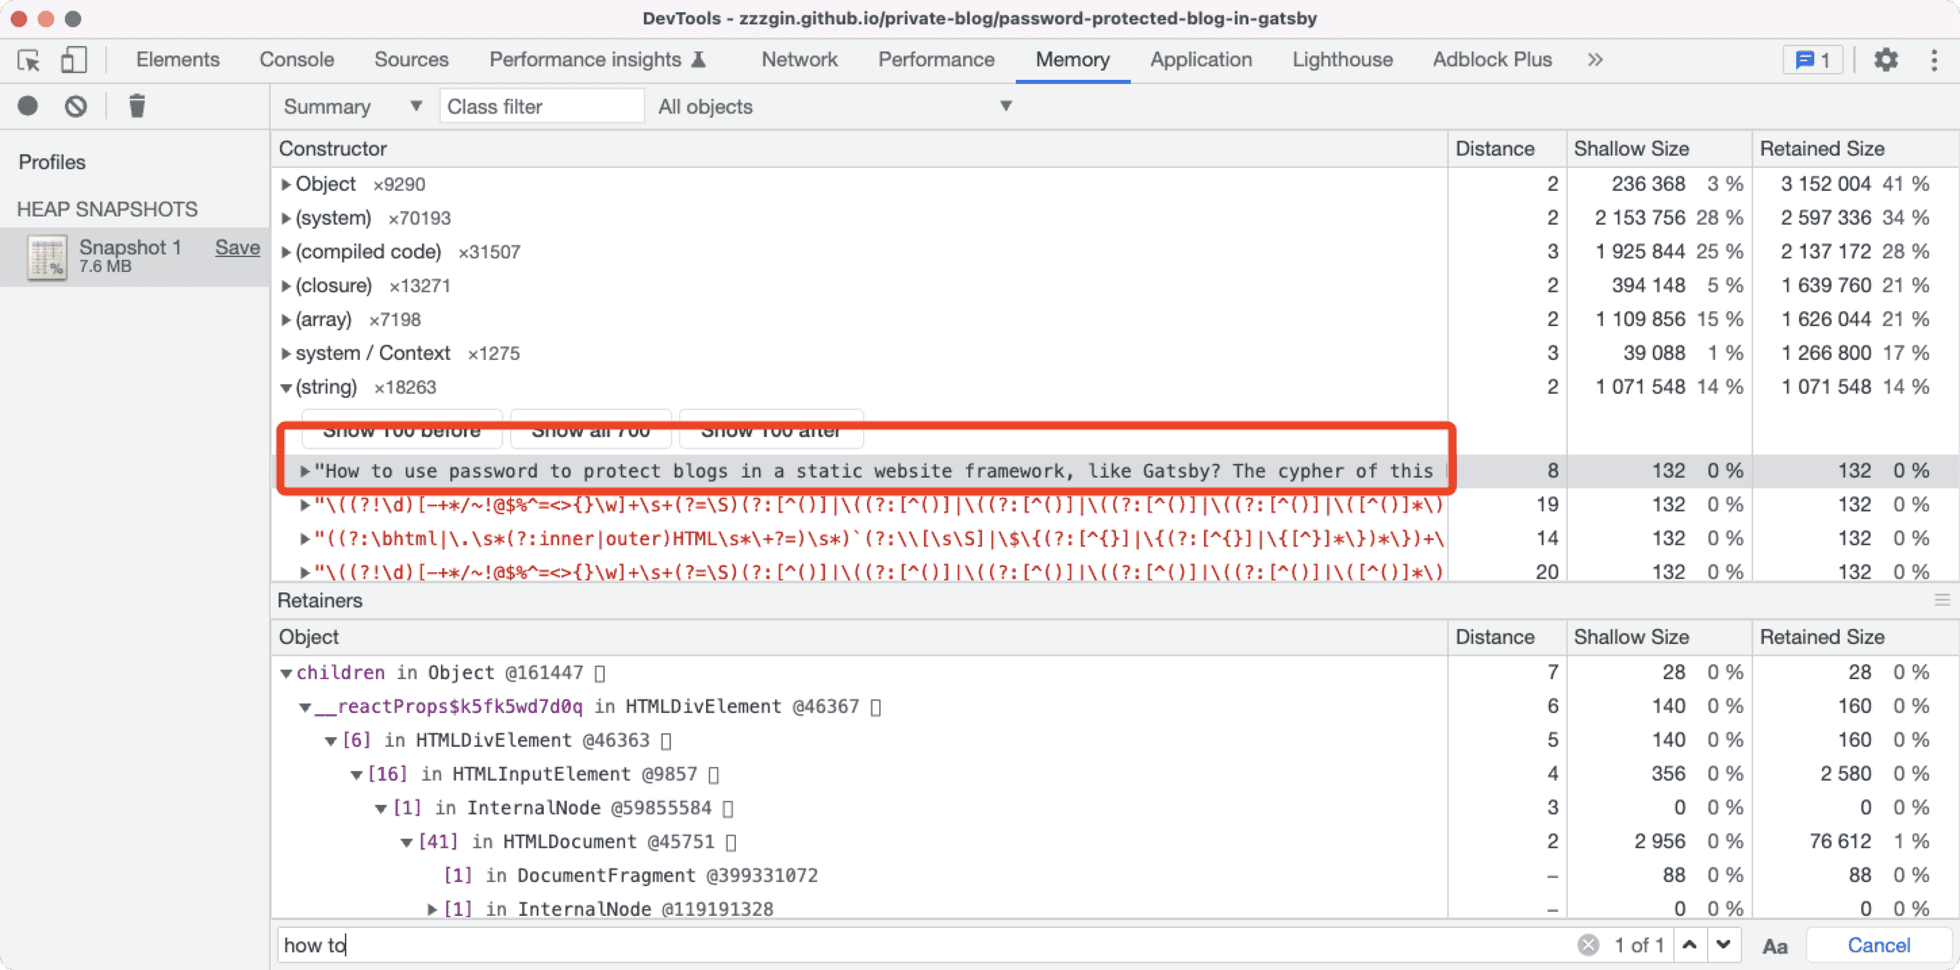 DevTools - zzzgin.github.io/private-blog/password-protected-blog-in-gatsby
Elements Console Sources Performance insights Network Performance Memory Application Lighthouse Adblock Plus » 1
Summary ▼ Class filter All objects ▼
Profiles
HEAP SNAPSHOTS
Snapshot 1 Save
7.6 MB
Constructor Distance Shallow Size Retained Size
▶Object ×9290 2 236 368 3 % 3 152 004 41 %
▶(system) ×70193 2 2 153 756 28 % 2 597 336 34 %
▶(compiled code) ×31507 3 1 925 844 25 % 2 137 172 28 %
▶(closure) ×13271 2 394 148 5 % 1 639 760 21 %
▶(array) ×7198 2 1 109 856 15 % 1 626 044 21 %
▶system / Context ×1275 3 39 088 1 % 1 266 800 17 %
▼(string) ×18263 2 1 071 548 14 % 1 071 548 14 %
Show 100 before Show all 700 Show 100 after
▶"How to use password to protect blogs in a static website framework, like Gatsby? The cypher of this 8 132 0 % 132 0 %
▶"\((?!\d)[-+*/~!@$%^=<>{}\w]+\s+(?=\S)(?:[^()]|\((?:[^()]|\((?:[^()]|\((?:[^()]|\((?:[^()]|\([^()]*\) 19 132 0 % 132 0 %
▶"((?:\bhtml|\.\s*(?:inner|outer)HTML\s*\+?=)\s*)`(?:\\[\s\S]|\$\{(?:[^{}]|\{(?:[^{}]|\{[^}]*\})*\})+\ 14 132 0 % 132 0 %
▶"\((?!\d)[-+*/~!@$%^=<>{}\w]+\s+(?=\S)(?:[^()]|\((?:[^()]|\((?:[^()]|\((?:[^()]|\((?:[^()]|\([^()]*\) 20 132 0 % 132 0 %
Retainers
Object Distance Shallow Size Retained Size
▼children in Object @161447 7 28 0 % 28 0 %
▼__reactProps$k5fk5wd7d0q in HTMLDivElement @46367 6 140 0 % 160 0 %
▼[6] in HTMLDivElement @46363 5 140 0 % 160 0 %
▼[16] in HTMLInputElement @9857 4 356 0 % 2 580 0 %
▼[1] in InternalNode @59855584 3 0 0 % 0 0 %
▼[41] in HTMLDocument @45751 2 2 956 0 % 76 612 1 %
[1] in DocumentFragment @399331072 – 88 0 % 88 0 %
▶[1] in InternalNode @119191328 – 0 0 % 0 0 %
how to 1 of 1 Aa Cancel